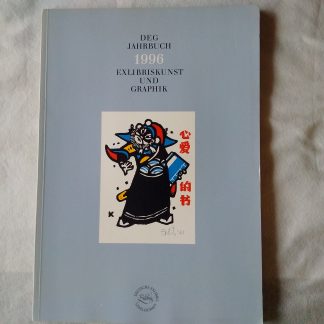 DEG
JAHRBUCH
1996
EXLIBRISKUNST
UND
GRAPHIK
心爱
的书
K